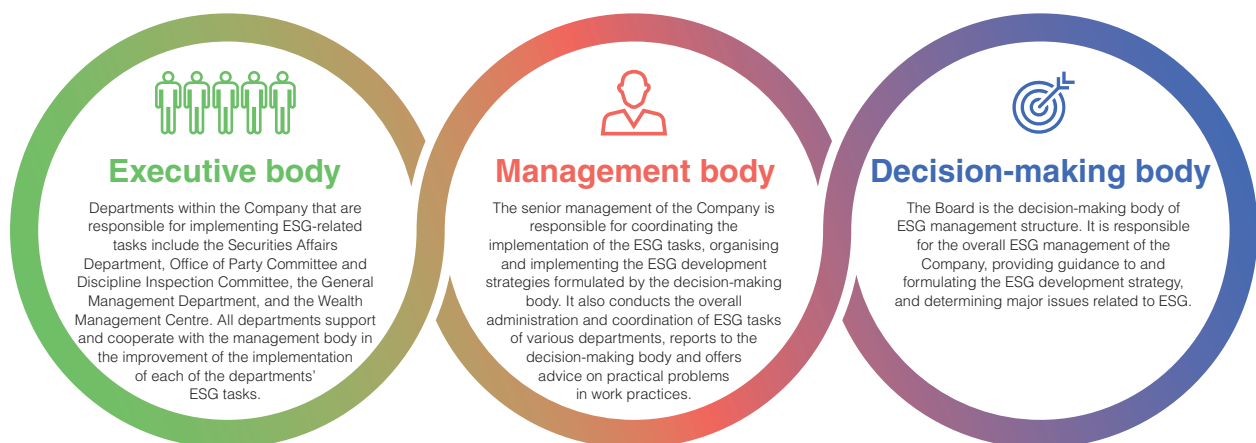 Executive body
Departments within the Company that are
responsible for implementing ESG-related
tasks include the Securities Affairs
Department, Office of Party Committee and
Discipline Inspection Committee, the General
Management Department, and the Wealth
Management Centre. All departments support
and cooperate with the management body in
the improvement of the implementation
of each of the departments’
ESG tasks.
Management body
The senior management of the Company is
responsible for coordinating the
implementation of the ESG tasks, organising
and implementing the ESG development
strategies formulated by the decision-making
body. It also conducts the overall
administration and coordination of ESG tasks
of various departments, reports to the
decision-making body and offers
advice on practical problems
in work practices.
Decision-making body
The Board is the decision-making body of
ESG management structure. It is responsible
for the overall ESG management of the
Company, providing guidance to and
formulating the ESG development strategy,
and determining major issues related to ESG.